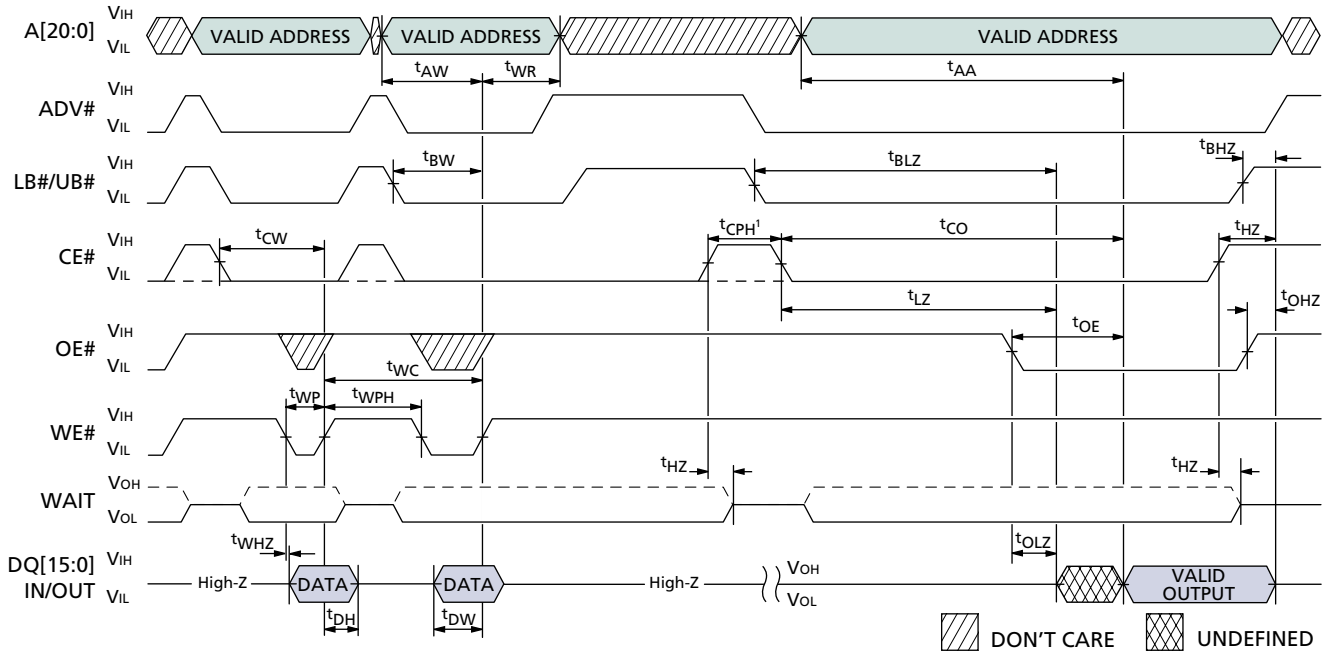 A[20:0] VIH VIL VALID ADDRESS VALID ADDRESS VALID ADDRESS
tAW tWR tAA
ADV# VIH VIL
LB#/UB# VIH VIL tBW tBLZ tBHZ
CE# VIH VIL tCW tCPH¹ tCO tHZ
tLZ tOHZ
OE# VIH VIL tOE
tWC
tWP tWPH
WE# VIH VIL
tHZ tHZ
WAIT VOH VOL
tWHZ tOLZ
DQ[15:0] IN/OUT VIH VIL High-Z DATA DATA High-Z VOH VOL VALID OUTPUT
tDH tDW
DON'T CARE UNDEFINED